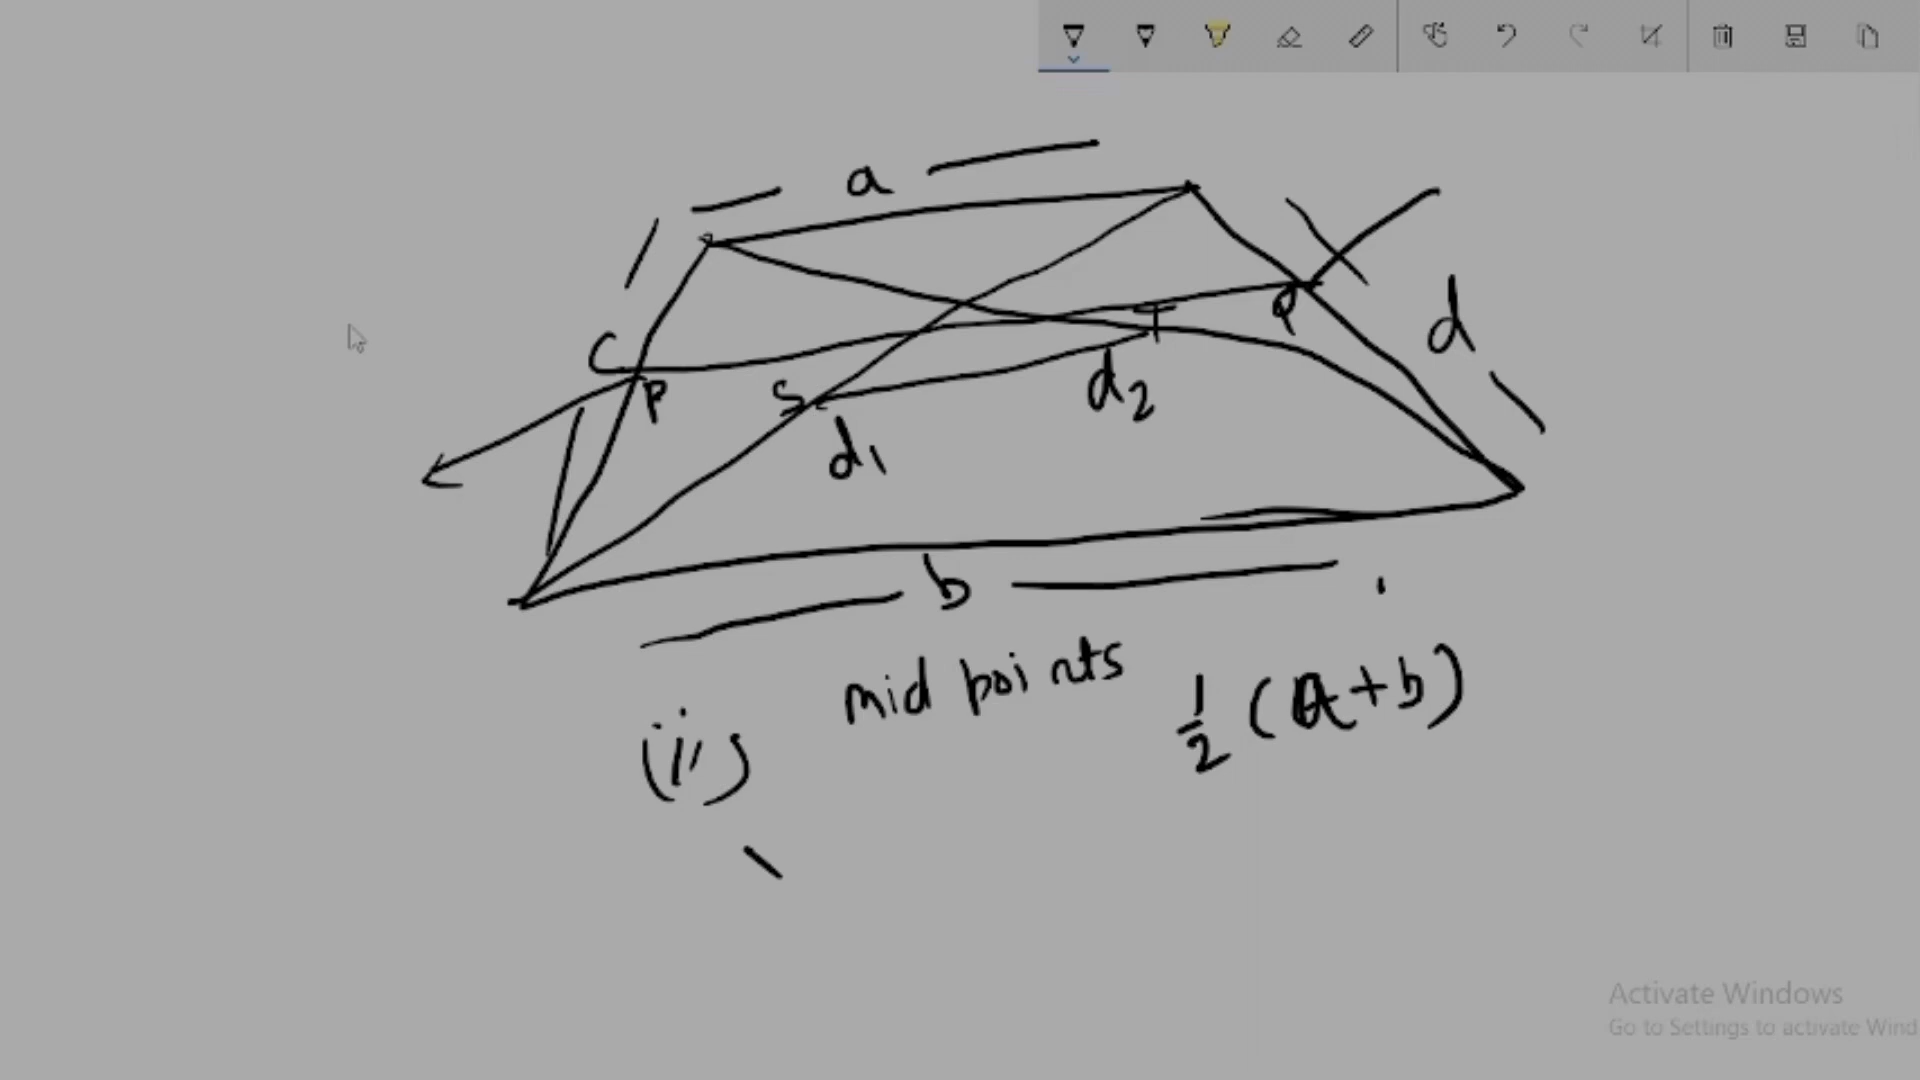 a
C
P
S
T
Q
d
d1
d2
b
mid points
1/2 (a+b)
(ii)
Activate Windows
Go to Settings to activate Wind